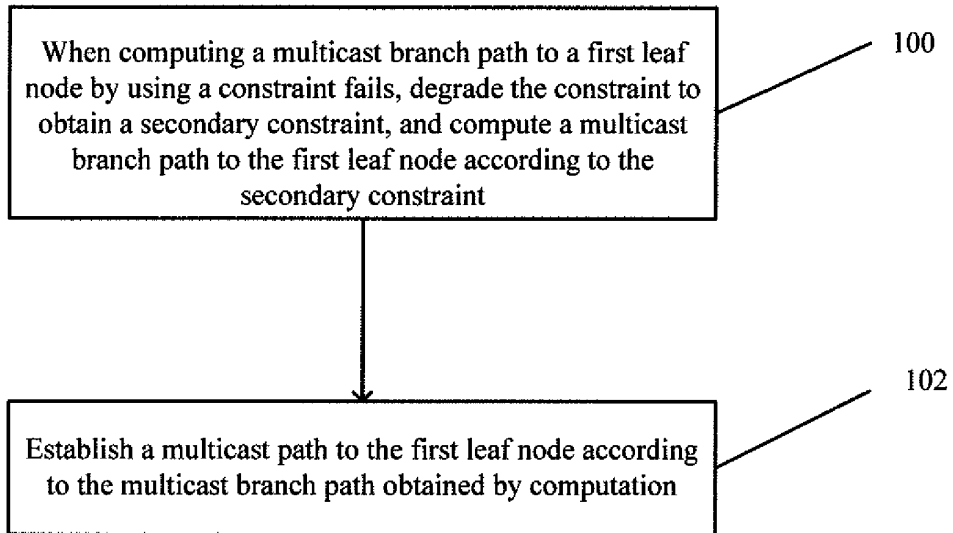 When computing a multicast branch path to a first leaf
node by using a constraint fails, degrade the constraint to
obtain a secondary constraint, and compute a multicast
branch path to the first leaf node according to the
secondary constraint
100
102
Establish a multicast path to the first leaf node according
to the multicast branch path obtained by computation